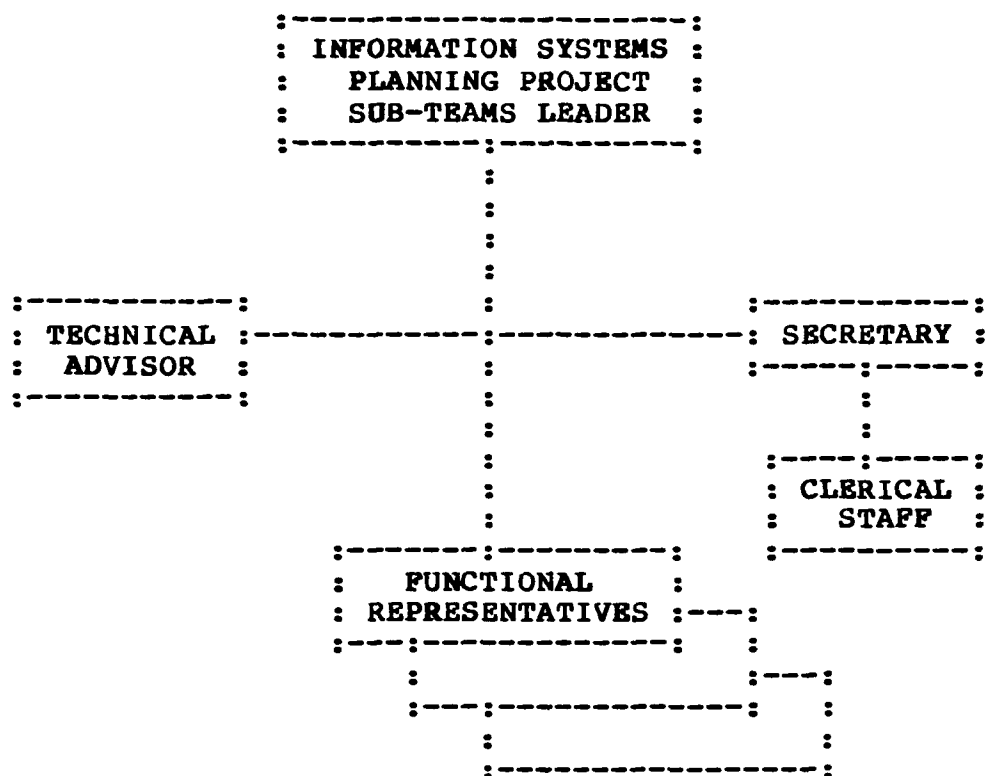 INFORMATION SYSTEMS
PLANNING PROJECT
SUB-TEAMS LEADER
TECHNICAL
ADVISOR
SECRETARY
CLERICAL
STAFF
FUNCTIONAL
REPRESENTATIVES